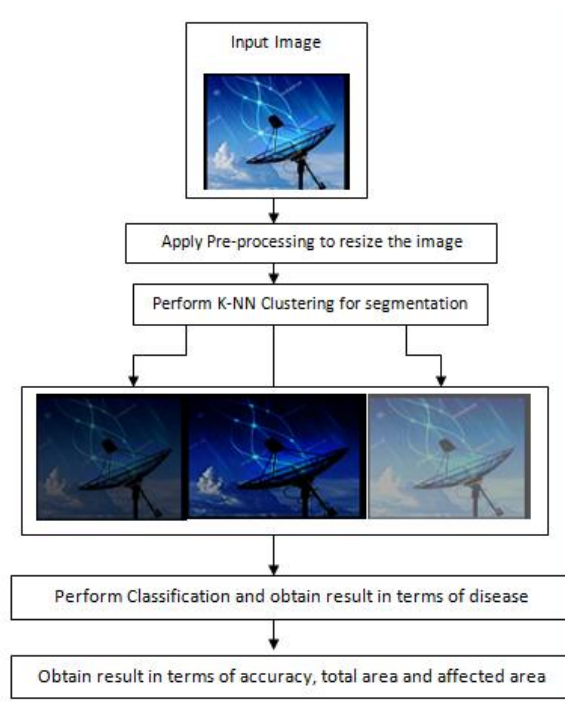 Input Image
Apply Pre-processing to resize the image
Perform K-NN Clustering for segmentation
Perform Classification and obtain result in terms of disease
Obtain result in terms of accuracy, total area and affected area